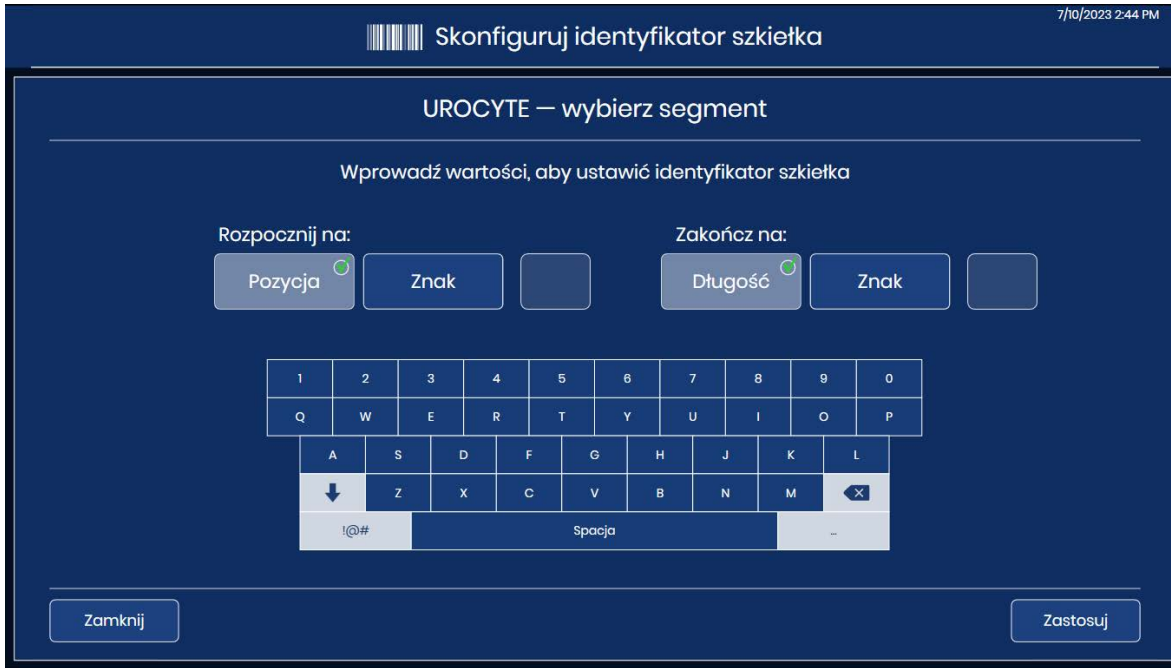 7/10/2023 2:44 PM
Skonfiguruj identyfikator szkiełka
UROCYTE — wybierz segment
Wprowadź wartości, aby ustawić identyfikator szkiełka
Rozpocznij na: Zakończ na:
Pozycja Znak Długość Znak
1 2 3 4 5 6 7 8 9 0
Q W E R T Y U I O P
A S D F G H J K L
Z X C V B N M
!@# Spacja ...
Zamknij Zastosuj